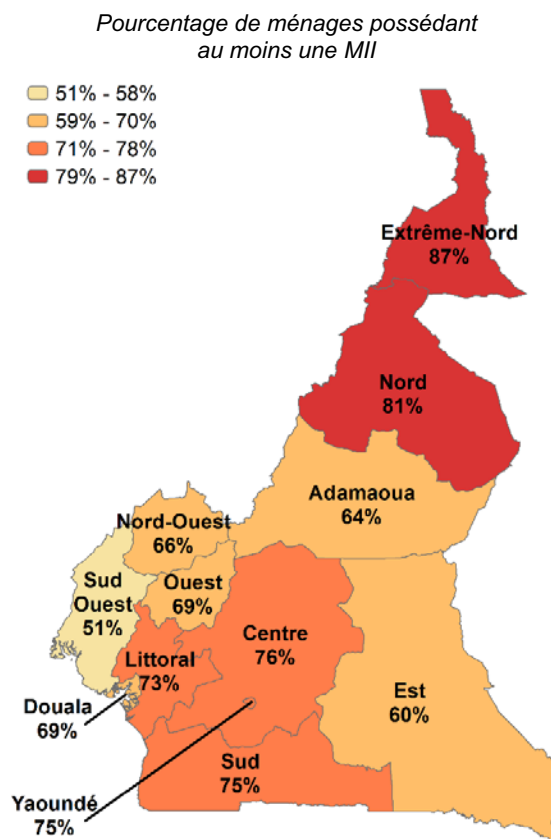 Pourcentage de ménages possédant
au moins une MII
51% - 58%
59% - 70%
71% - 78%
79% - 87%
Extrême-Nord
87%
Nord
81%
Adamaoua
64%
Nord-Ouest
66%
Ouest
69%
Sud
Ouest
51%
Centre
76%
Littoral
73%
Est
60%
Douala
69%
Sud
75%
Yaoundé
75%